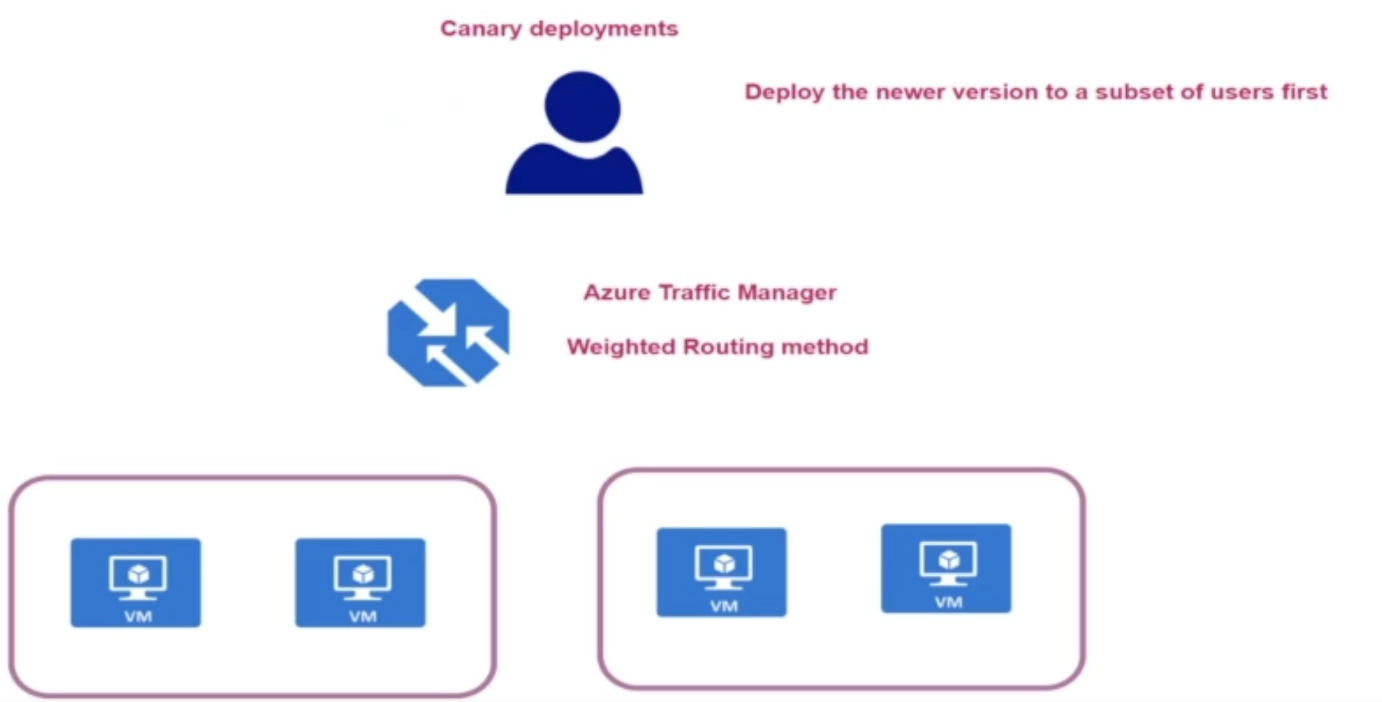 Canary deployments
Deploy the newer version to a subset of users first
Azure Traffic Manager
Weighted Routing method
VM
VM
VM
VM